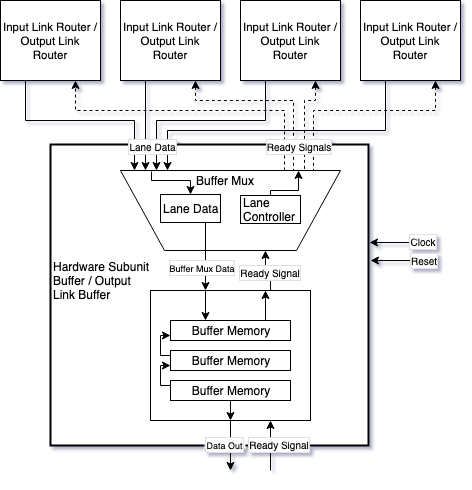 Input Link Router /
Output Link
Router
Input Link Router /
Output Link
Router
Input Link Router /
Output Link
Router
Input Link Router /
Output Link
Router
Lane Data
Ready Signals
Buffer Mux
Lane Data
Lane
Controller
Clock
Reset
Hardware Subunit
Buffer / Output
Link Buffer
Buffer Mux Data
Ready Signal
Buffer Memory
Buffer Memory
Buffer Memory
Data Out
Ready Signal